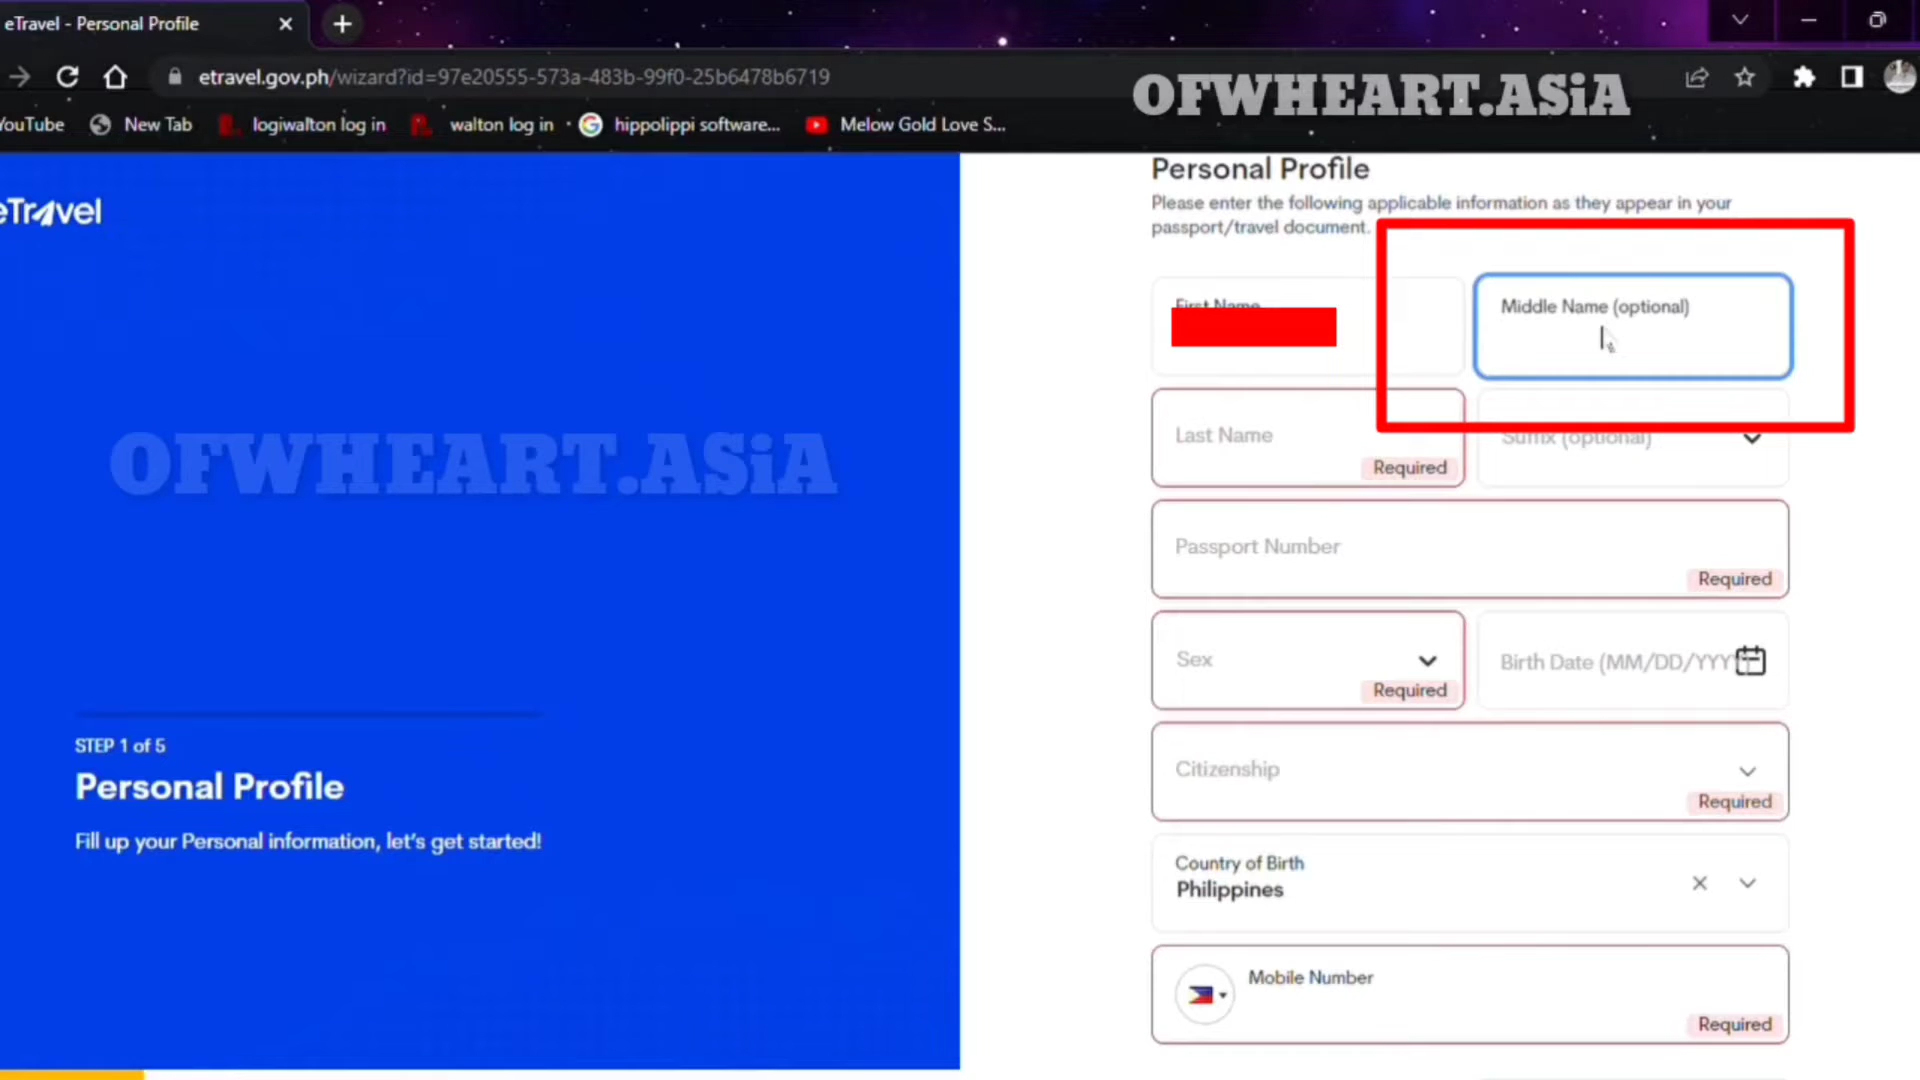 eTravel - Personal Profile
etravel.gov.ph/wizard?id=97e20555-573a-483b-99f0-25b6478b6719
OFWHEART.ASiA
YouTube
New Tab
logiwalton log in
walton log in
hippolippi software...
Melow Gold Love S...
eTravel
OFWHEART.ASiA
STEP 1 of 5
Personal Profile
Fill up your Personal information, let's get started!
Personal Profile
Please enter the following applicable information as they appear in your
passport/travel document.
First Name
Middle Name (optional)
Last Name
Required
Suffix (optional)
Passport Number
Required
Sex
Required
Birth Date (MM/DD/YYYY
Citizenship
Required
Country of Birth
Philippines
Mobile Number
Required